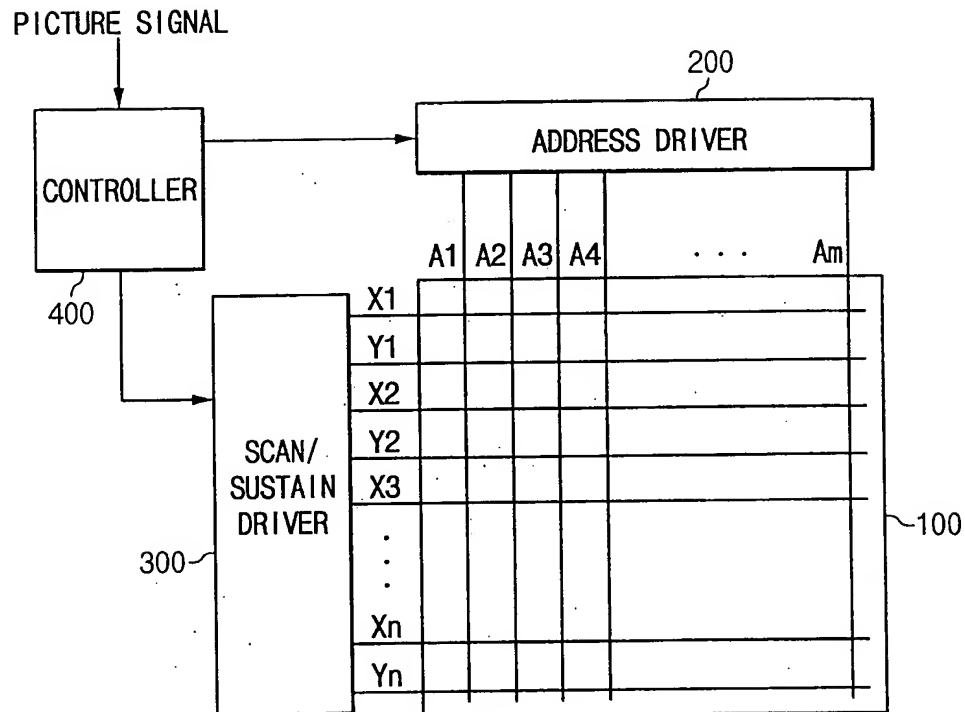 PICTURE SIGNAL
200
ADDRESS DRIVER
CONTROLLER
400
A1 A2 A3 A4 . . . Am
X1
Y1
X2
Y2
X3
SCAN/
SUSTAIN
DRIVER
300
100
Xn
Yn